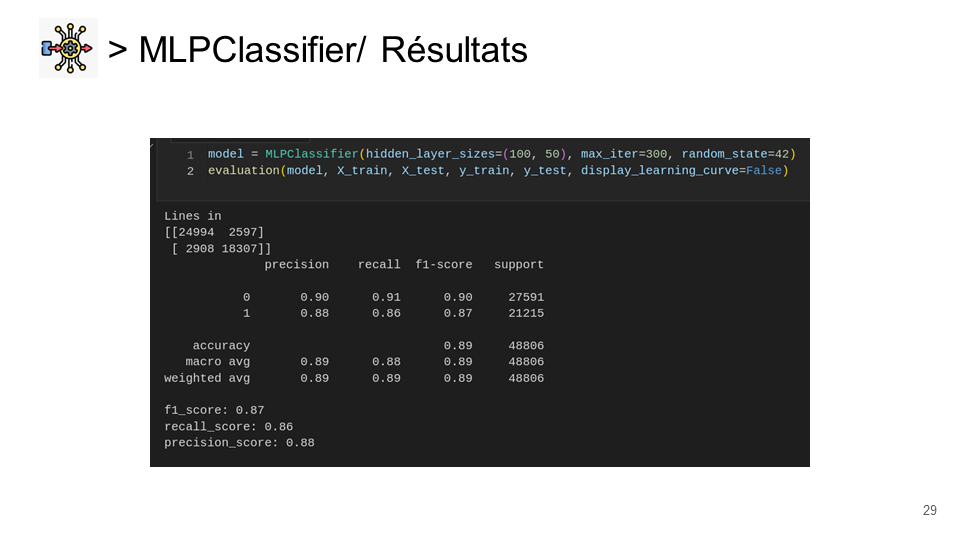 > MLPClassifier/ Résultats
1 model = MLPClassifier(hidden_layer_sizes=(100, 50), max_iter=300, random_state=42)
2 evaluation(model, X_train, X_test, y_train, y_test, display_learning_curve=False)
Lines in
[[24994  2597]
 [ 2908 18307]]
              precision    recall  f1-score   support
           0       0.90      0.91      0.90     27591
           1       0.88      0.86      0.87     21215
    accuracy                           0.89     48806
   macro avg       0.89      0.88      0.89     48806
weighted avg       0.89      0.89      0.89     48806
f1_score: 0.87
recall_score: 0.86
precision_score: 0.88
29